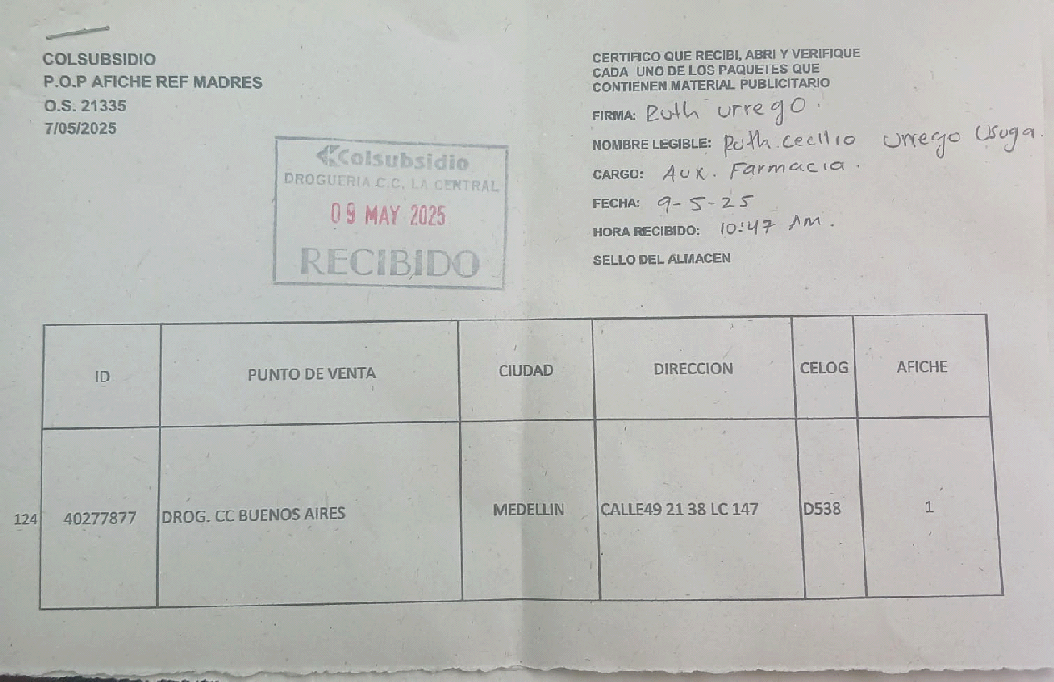 COLSUBSIDIO
P.O.P AFICHE REF MADRES
O.S. 21335
7/05/2025
CERTIFICO QUE RECIBI, ABRI Y VERIFIQUE
CADA UNO DE LOS PAQUETES QUE
CONTIENEN MATERIAL PUBLICITARIO
FIRMA: Ruth Urrego.
NOMBRE LEGIBLE: Ruth Cecilia Urrego Usuga.
CARGO: Aux. Farmacia.
FECHA: 9-5-25
HORA RECIBIDO: 10:47 AM.
SELLO DEL ALMACEN
Colsubsidio
DROGUERIA C.C. LA CENTRAL
09 MAY 2025
RECIBIDO
ID PUNTO DE VENTA CIUDAD DIRECCION CELOG AFICHE
124 40277877 DROG. CC BUENOS AIRES MEDELLIN CALLE49 21 38 LC 147 D538 1